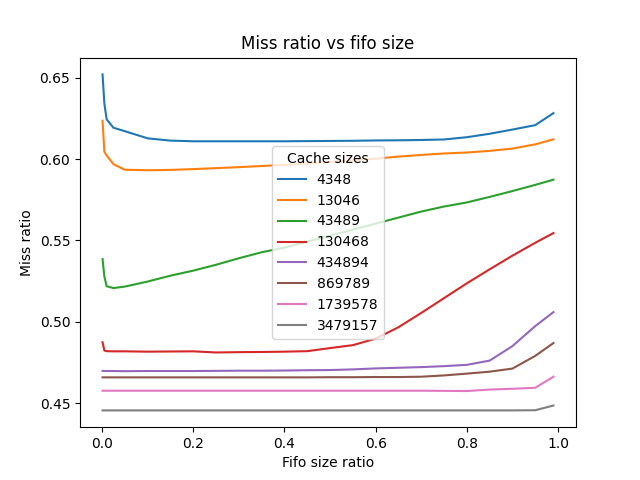 Miss ratio vs fifo size
0.65
0.60
0.55
0.50
0.45
Miss ratio
Cache sizes
4348
13046
43489
130468
434894
869789
1739578
3479157
0.0 0.2 0.4 0.6 0.8 1.0
Fifo size ratio